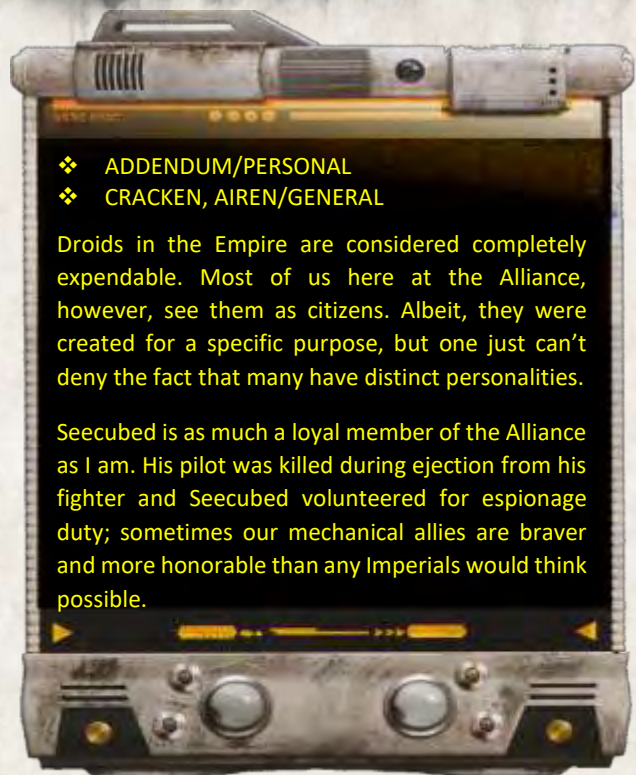 ❖ ADDENDUM/PERSONAL
❖ CRACKEN, AIREN/GENERAL
Droids in the Empire are considered completely
expendable. Most of us here at the Alliance,
however, see them as citizens. Albeit, they were
created for a specific purpose, but one just can’t
deny the fact that many have distinct personalities.
Seecubed is as much a loyal member of the Alliance
as I am. His pilot was killed during ejection from his
fighter and Seecubed volunteered for espionage
duty; sometimes our mechanical allies are braver
and more honorable than any Imperials would think
possible.